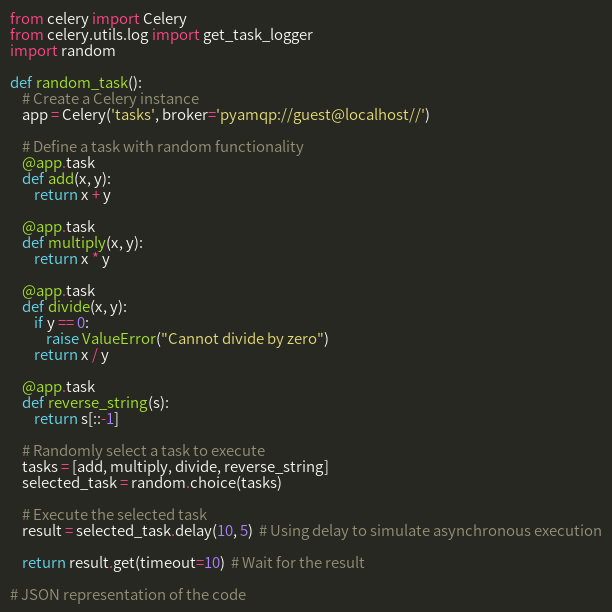 from celery import Celery
from celery.utils.log import get_task_logger
import random

def random_task():
    # Create a Celery instance
    app = Celery('tasks', broker='pyamqp://guest@localhost//')

    # Define a task with random functionality
    @app.task
    def add(x, y):
        return x + y

    @app.task
    def multiply(x, y):
        return x * y

    @app.task
    def divide(x, y):
        if y == 0:
            raise ValueError("Cannot divide by zero")
        return x / y

    @app.task
    def reverse_string(s):
        return s[::-1]

    # Randomly select a task to execute
    tasks = [add, multiply, divide, reverse_string]
    selected_task = random.choice(tasks)

    # Execute the selected task
    result = selected_task.delay(10, 5)  # Using delay to simulate asynchronous execution

    return result.get(timeout=10)  # Wait for the result

# JSON representation of the code